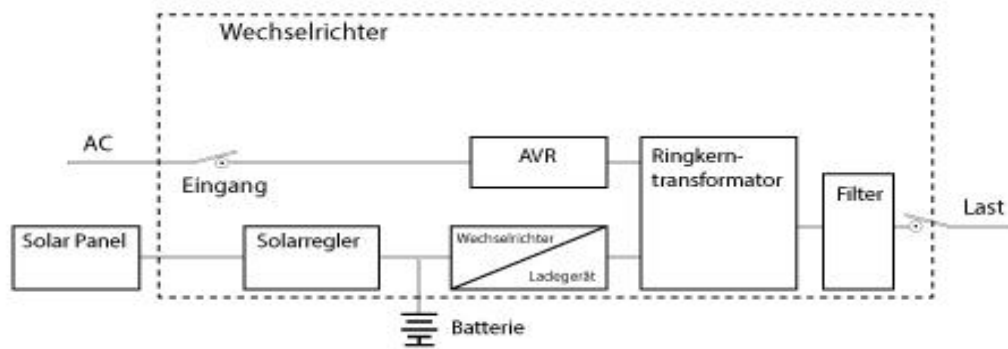 Wechselrichter
AC
Eingang
AVR
Ringkern-
transformator
Filter
Last
Solar Panel
Solarregler
Wechselrichter
Ladegerät
Batterie